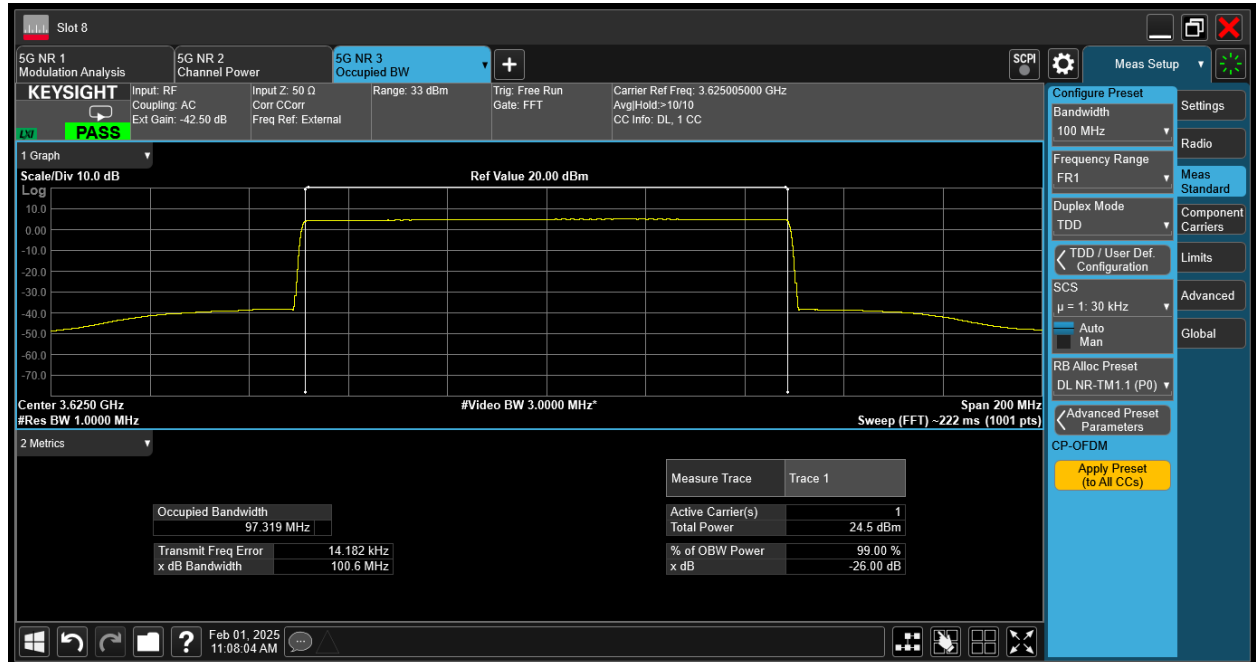 Slot 8
5G NR 1
Modulation Analysis
5G NR 2
Channel Power
5G NR 3
Occupied BW
+
SCPI
Meas Setup
KEYSIGHT
LXI
PASS
Input: RF
Coupling: AC
Ext Gain: -42.50 dB
Input Z: 50 Ω
Corr CCorr
Freq Ref: External
Range: 33 dBm
Trig: Free Run
Gate: FFT
Carrier Ref Freq: 3.625005000 GHz
Avg|Hold:>10/10
CC Info: DL, 1 CC
1 Graph
Scale/Div 10.0 dB
Ref Value 20.00 dBm
Log
10.0
0.00
-10.0
-20.0
-30.0
-40.0
-50.0
-60.0
-70.0
Center 3.6250 GHz
#Video BW 3.0000 MHz*
Span 200 MHz
#Res BW 1.0000 MHz
Sweep (FFT) ~222 ms (1001 pts)
2 Metrics
Measure Trace Trace 1
Occupied Bandwidth
97.319 MHz
Transmit Freq Error 14.182 kHz
x dB Bandwidth 100.6 MHz
Active Carrier(s) 1
Total Power 24.5 dBm
% of OBW Power 99.00 %
x dB -26.00 dB
Configure Preset
Bandwidth
100 MHz
Frequency Range
FR1
Duplex Mode
TDD
TDD / User Def.
Configuration
SCS
µ = 1: 30 kHz
Auto
Man
RB Alloc Preset
DL NR-TM1.1 (P0)
Advanced Preset
Parameters
CP-OFDM
Apply Preset
(to All CCs)
Settings
Radio
Meas
Standard
Component
Carriers
Limits
Advanced
Global
?
Feb 01, 2025
11:08:04 AM